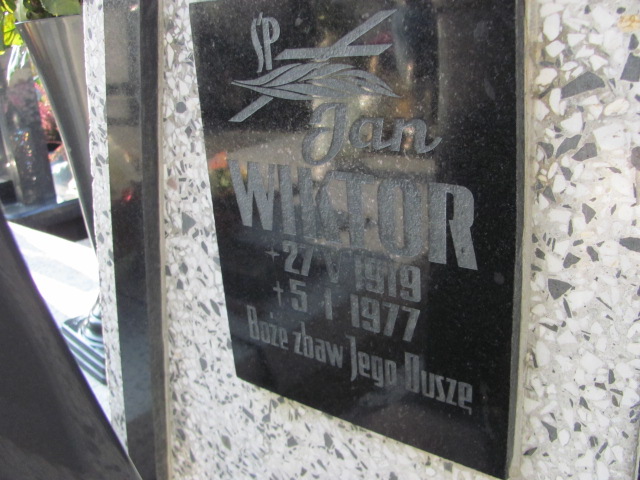 ŚP
Jan
WIKTOR
+27 V 1919
+5 I 1977
Boże zbaw Jego Duszę